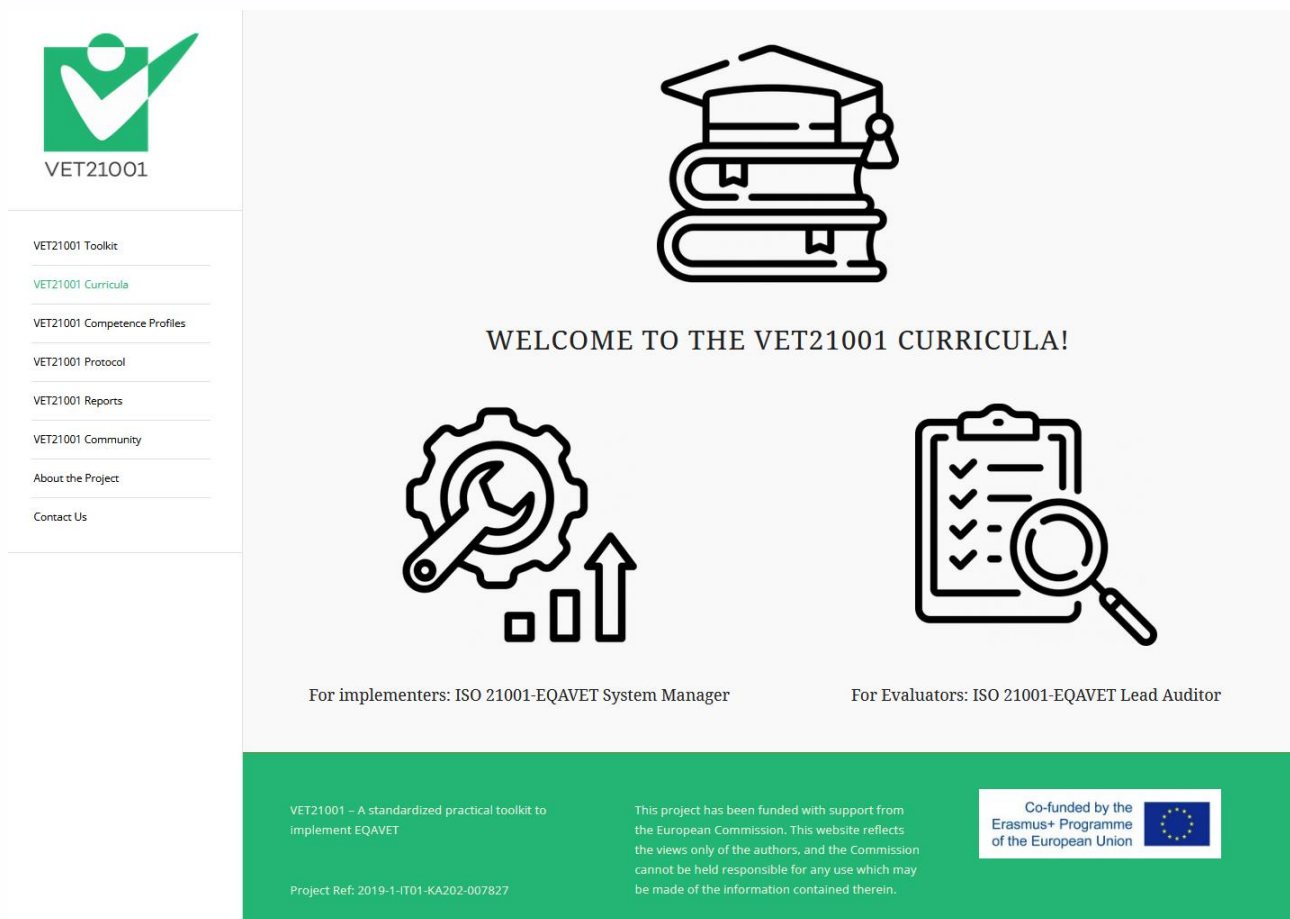 VET21001
VET21001 Toolkit
VET21001 Curricula
VET21001 Competence Profiles
VET21001 Protocol
VET21001 Reports
VET21001 Community
About the Project
Contact Us
WELCOME TO THE VET21001 CURRICULA!
For implementers: ISO 21001-EQAVET System Manager
For Evaluators: ISO 21001-EQAVET Lead Auditor
VET21001 – A standardized practical toolkit to
implement EQAVET
Project Ref: 2019-1-IT01-KA202-007827
This project has been funded with support from
the European Commission. This website reflects
the views only of the authors, and the Commission
cannot be held responsible for any use which may
be made of the information contained therein.
Co-funded by the
Erasmus+ Programme
of the European Union